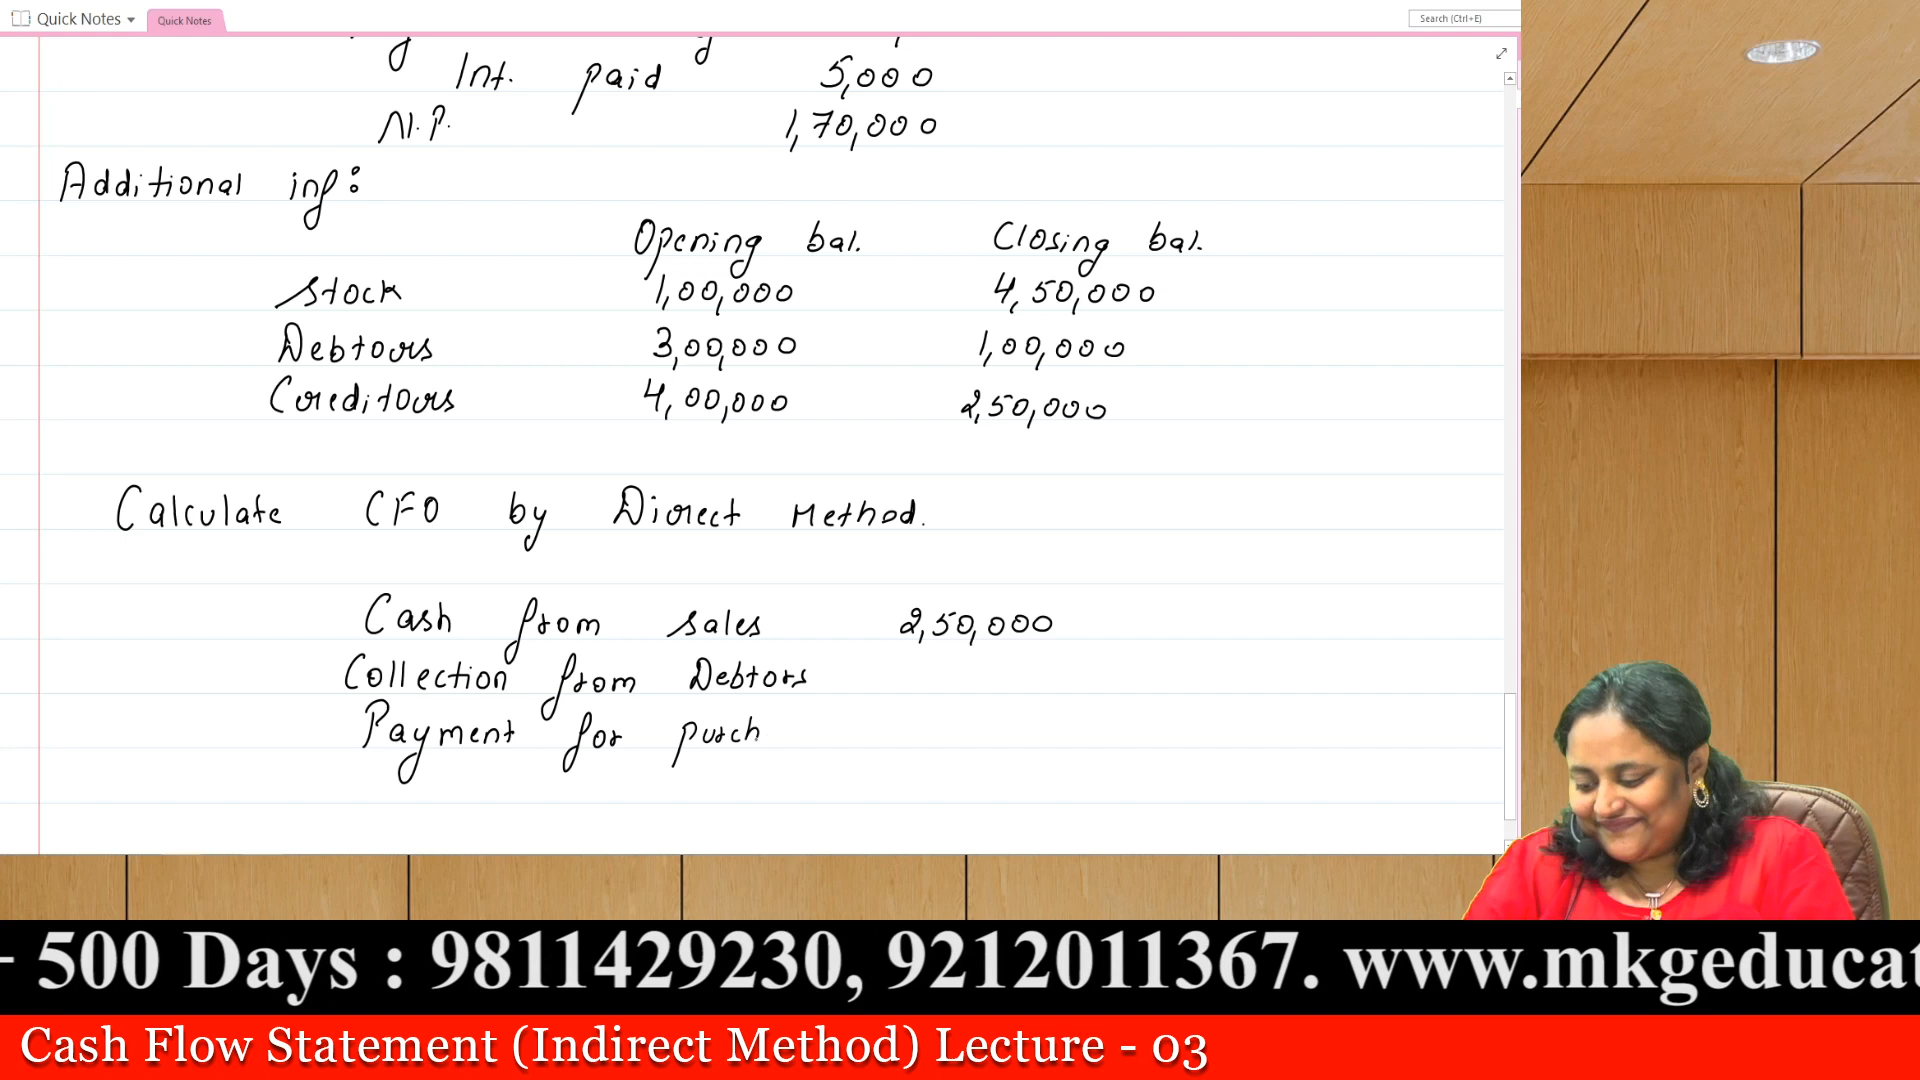 Quick Notes
Quick Notes
Search (Ctrl+E)
Int. paid 5,000
N.P. 1,70,000
Additional inf:
Opening bal. Closing bal.
Stock 1,00,000 4,50,000
Debtors 3,00,000 1,00,000
Creditors 4,00,000 2,50,000
Calculate CFO by Direct Method.
Cash from sales 2,50,000
Collection from Debtors
Payment for purch
- 500 Days : 9811429230, 9212011367. www.mkgeducat
Cash Flow Statement (Indirect Method) Lecture - 03